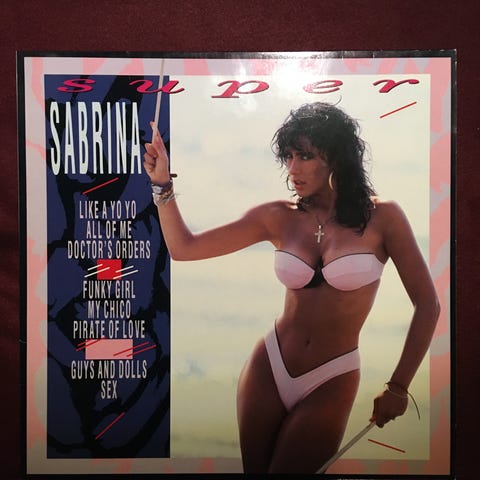 super
SABRINA
LIKE A YO YO
ALL OF ME
DOCTOR'S ORDERS
FUNKY GIRL
MY CHICO
PIRATE OF LOVE
GUYS AND DOLLS
SEX